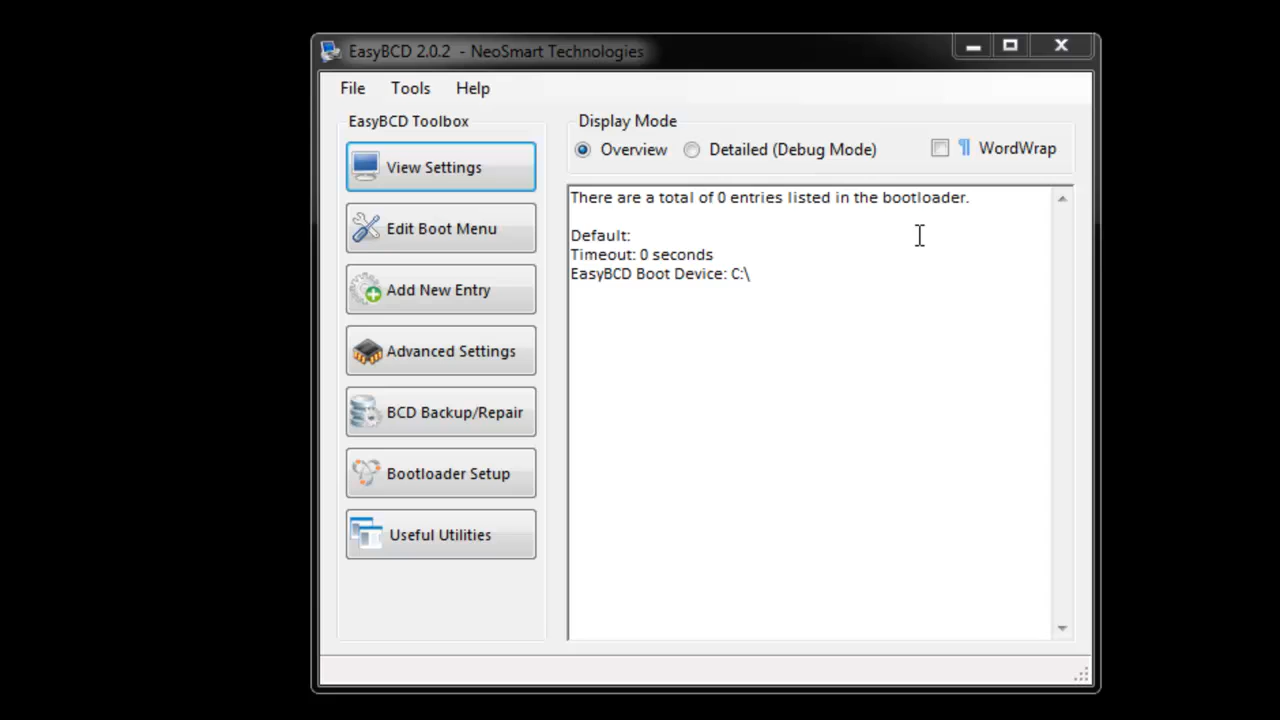 EasyBCD 2.0.2 - NeoSmart Technologies
File Tools Help
EasyBCD Toolbox
View Settings
Edit Boot Menu
Add New Entry
Advanced Settings
BCD Backup/Repair
Bootloader Setup
Useful Utilities
Display Mode
Overview Detailed (Debug Mode) WordWrap
There are a total of 0 entries listed in the bootloader.
Default:
Timeout: 0 seconds
EasyBCD Boot Device: C:\